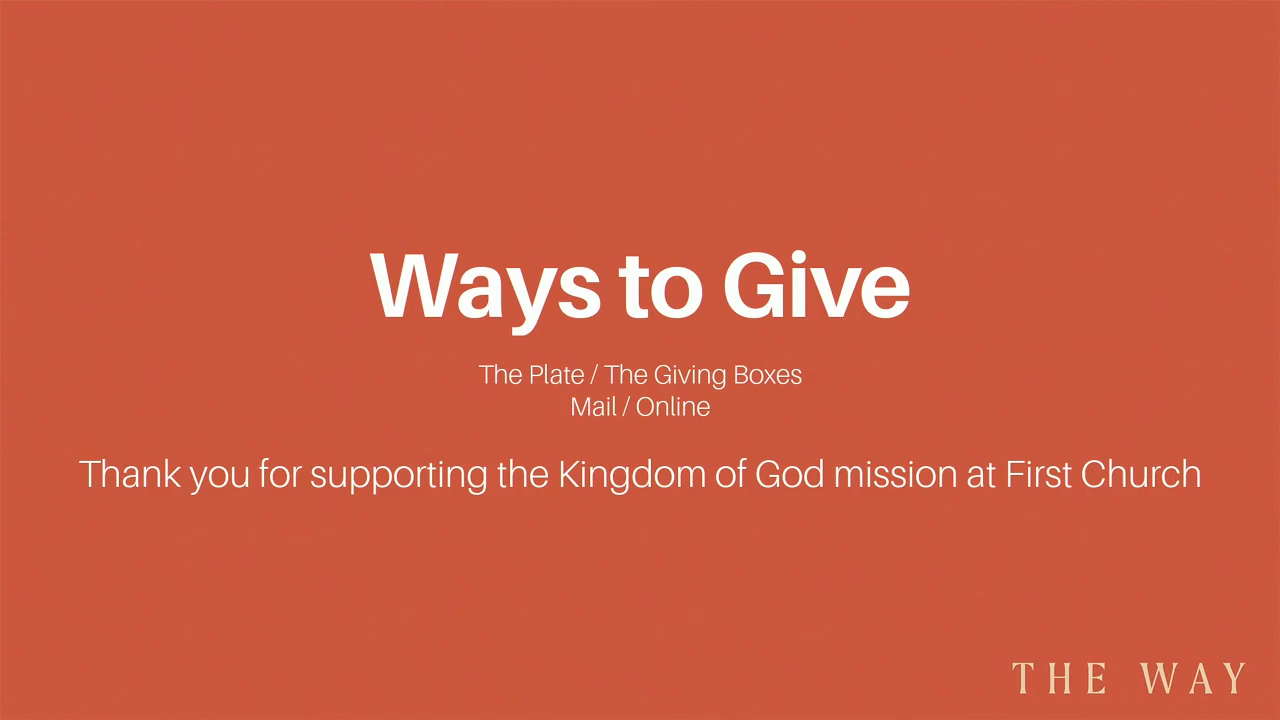 Ways to Give
The Plate / The Giving Boxes
Mail / Online
Thank you for supporting the Kingdom of God mission at First Church
THE WAY